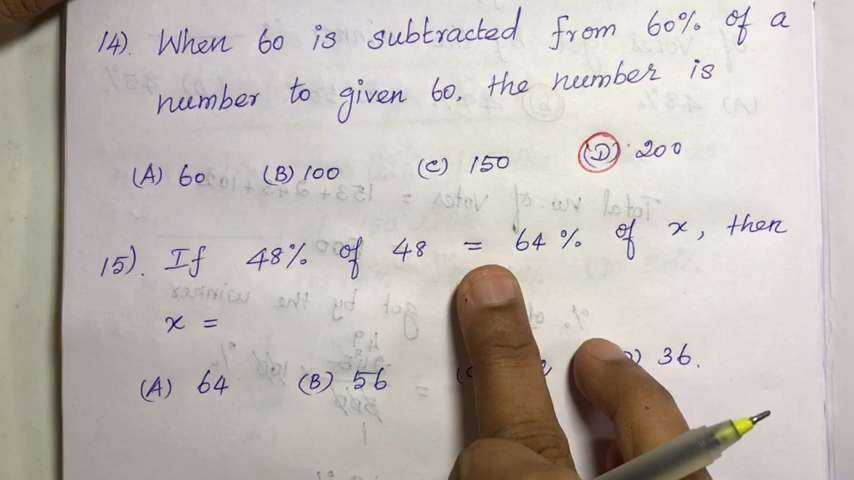 14). When 60 is subtracted from 60% of a
number to given 60, the number is
(A) 60 (B) 100 (C) 150 (D) 200
15). If 48% of 48 = 64% of x, then
x =
(A) 64 (B) 56 36.